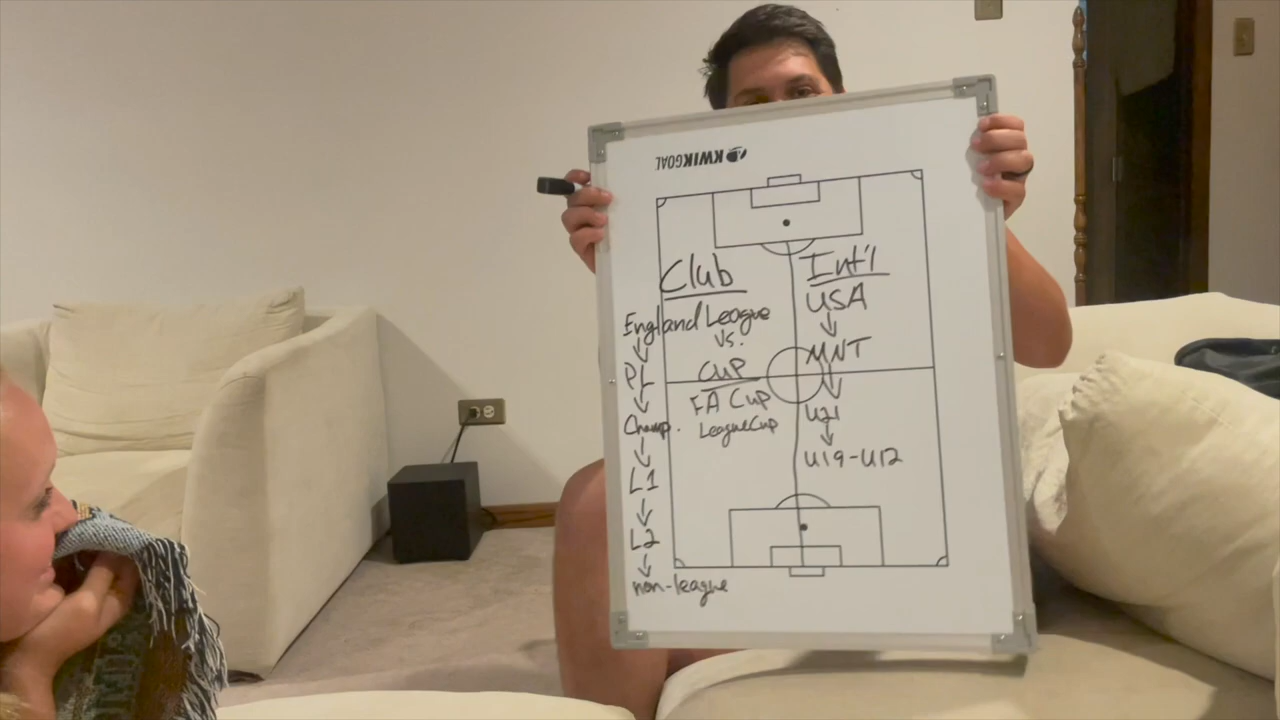 KWIKGOAL
Club
England League
vs.
CUP
FA Cup
League Cup
PL
Champ.
L1
L2
non-league
Int'l
USA
MNT
U21
U19-U12